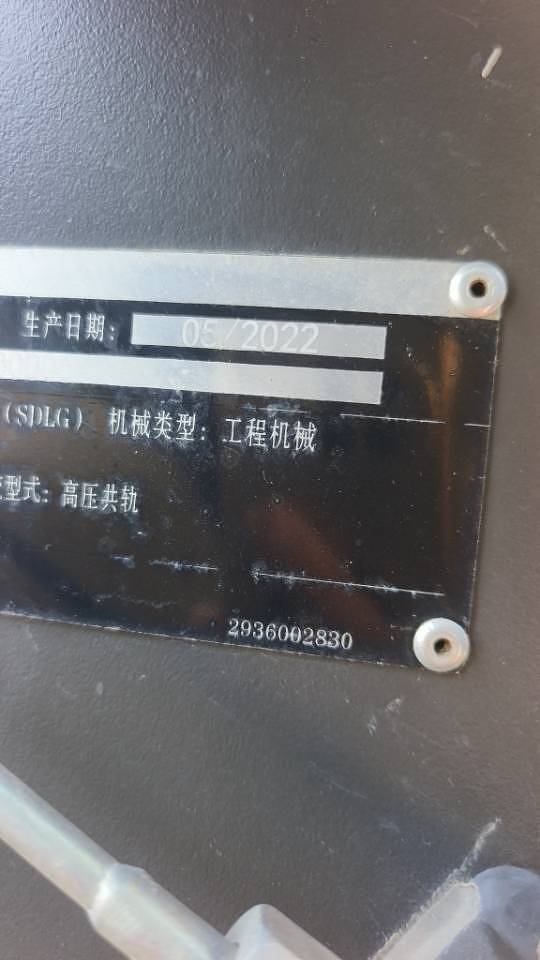 生产日期: 05/2022
(SDLG) 机械类型: 工程机械
型式: 高压共轨
2936002830